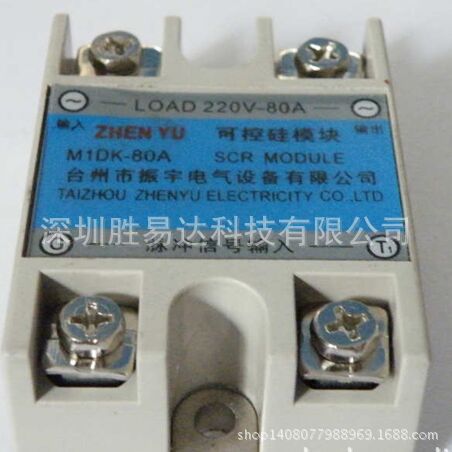 LOAD 220V-80A
输入 ZHEN YU 可控硅模块 输出
M1DK-80A SCR MODULE
台州市振宇电气设备有限公司
TAIZHOU ZHENYU ELECTRICITY CO.,LTD
深圳胜易达科技有限公司
脉冲信号输入 T1
shop1408077988969.1688.com